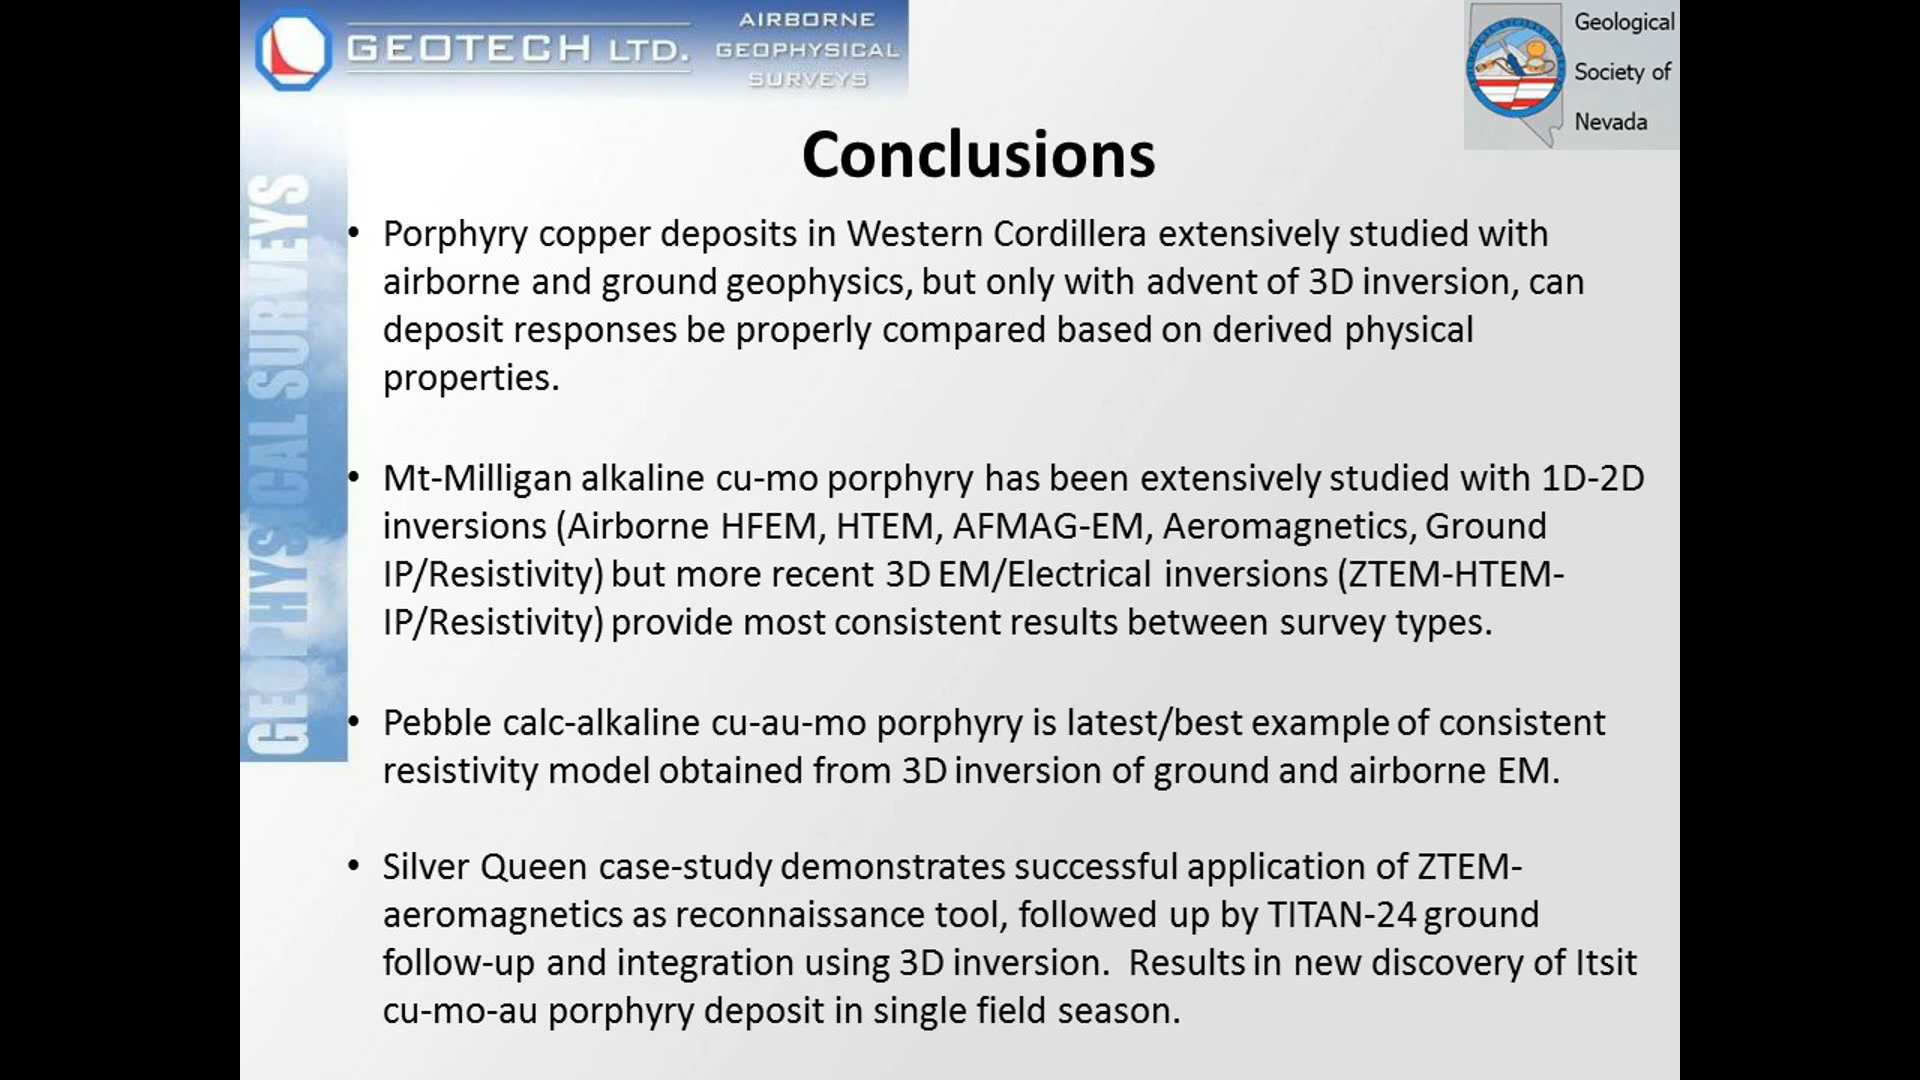 GEOTECH LTD.
AIRBORNE
GEOPHYSICAL
SURVEYS
Geological
Society of
Nevada
GEOPHYSICAL SURVEYS
Conclusions
• Porphyry copper deposits in Western Cordillera extensively studied with
airborne and ground geophysics, but only with advent of 3D inversion, can
deposit responses be properly compared based on derived physical
properties.
• Mt-Milligan alkaline cu-mo porphyry has been extensively studied with 1D-2D
inversions (Airborne HFEM, HTEM, AFMAG-EM, Aeromagnetics, Ground
IP/Resistivity) but more recent 3D EM/Electrical inversions (ZTEM-HTEM-
IP/Resistivity) provide most consistent results between survey types.
• Pebble calc-alkaline cu-au-mo porphyry is latest/best example of consistent
resistivity model obtained from 3D inversion of ground and airborne EM.
• Silver Queen case-study demonstrates successful application of ZTEM-
aeromagnetics as reconnaissance tool, followed up by TITAN-24 ground
follow-up and integration using 3D inversion.  Results in new discovery of Itsit
cu-mo-au porphyry deposit in single field season.